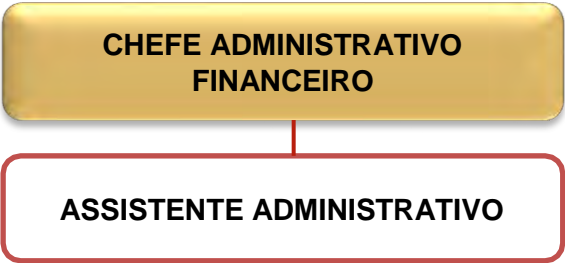 CHEFE ADMINISTRATIVO
FINANCEIRO
ASSISTENTE ADMINISTRATIVO